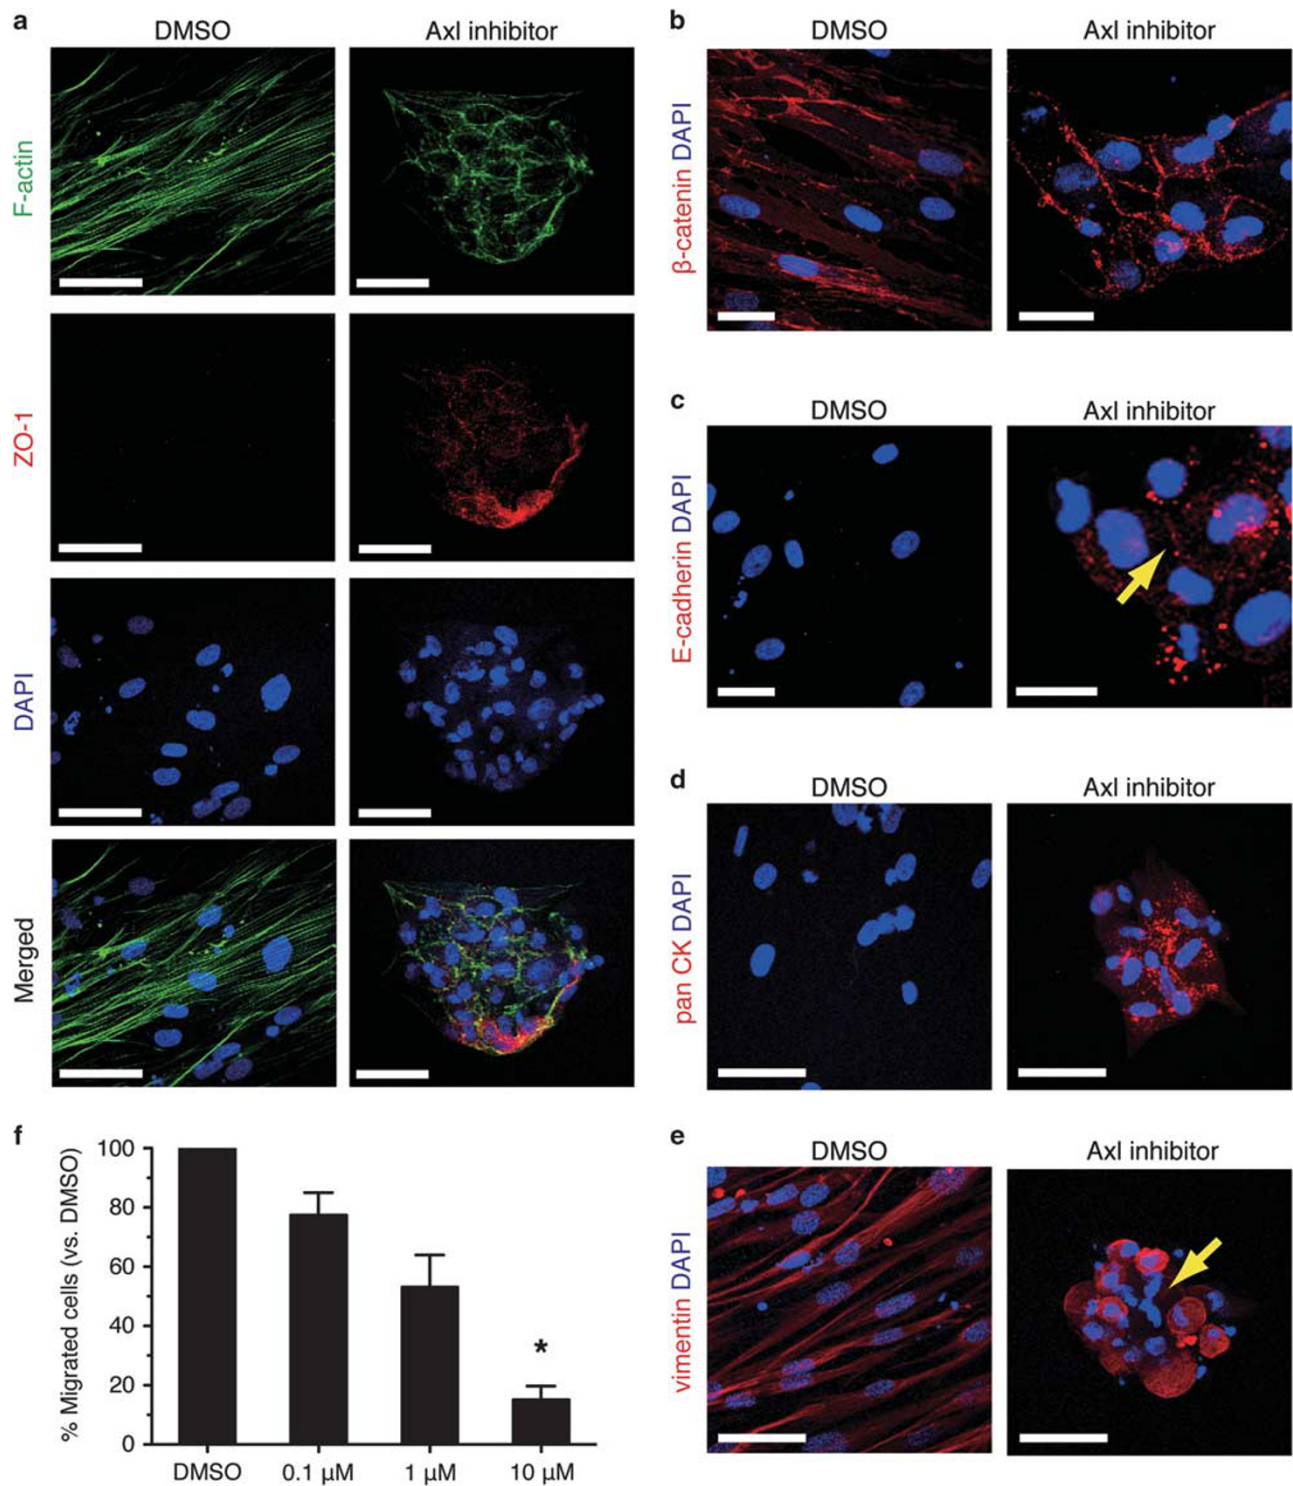 a
DMSO
Axl inhibitor
F-actin
ZO-1
DAPI
Merged
b
DMSO
Axl inhibitor
β-catenin DAPI
c
DMSO
Axl inhibitor
E-cadherin DAPI
d
DMSO
Axl inhibitor
pan CK DAPI
e
DMSO
Axl inhibitor
vimentin DAPI
f
% Migrated cells (vs. DMSO)
100
80
60
40
20
0
*
DMSO
0.1 µM
1 µM
10 µM